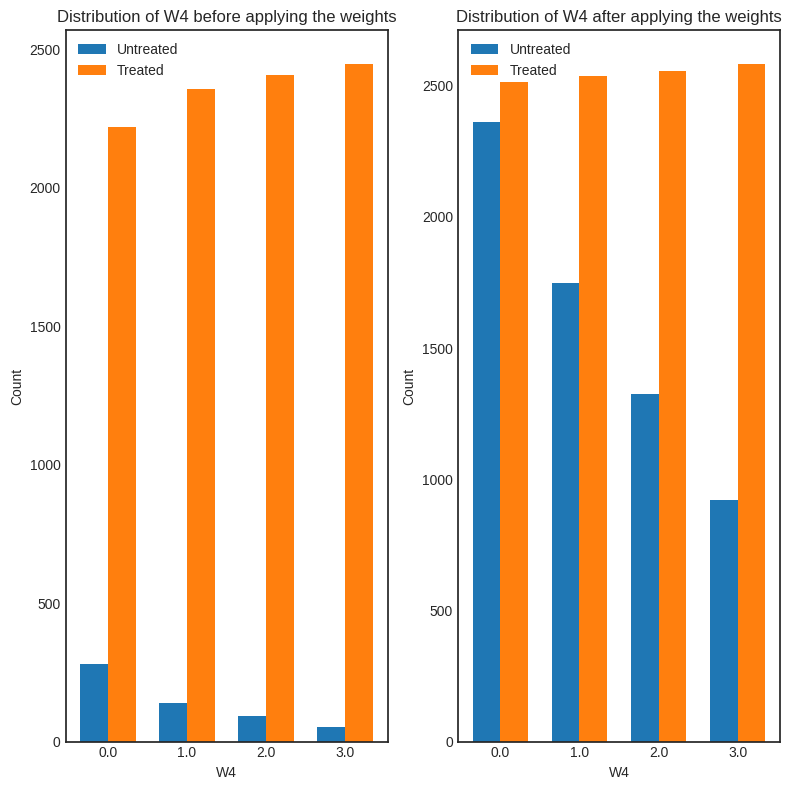 Distribution of W4 before applying the weights
Untreated
Treated
2500
2000
1500
1000
500
0
Count
0.0 1.0 2.0 3.0
W4
Distribution of W4 after applying the weights
Untreated
Treated
2500
2000
1500
1000
500
0
Count
0.0 1.0 2.0 3.0
W4